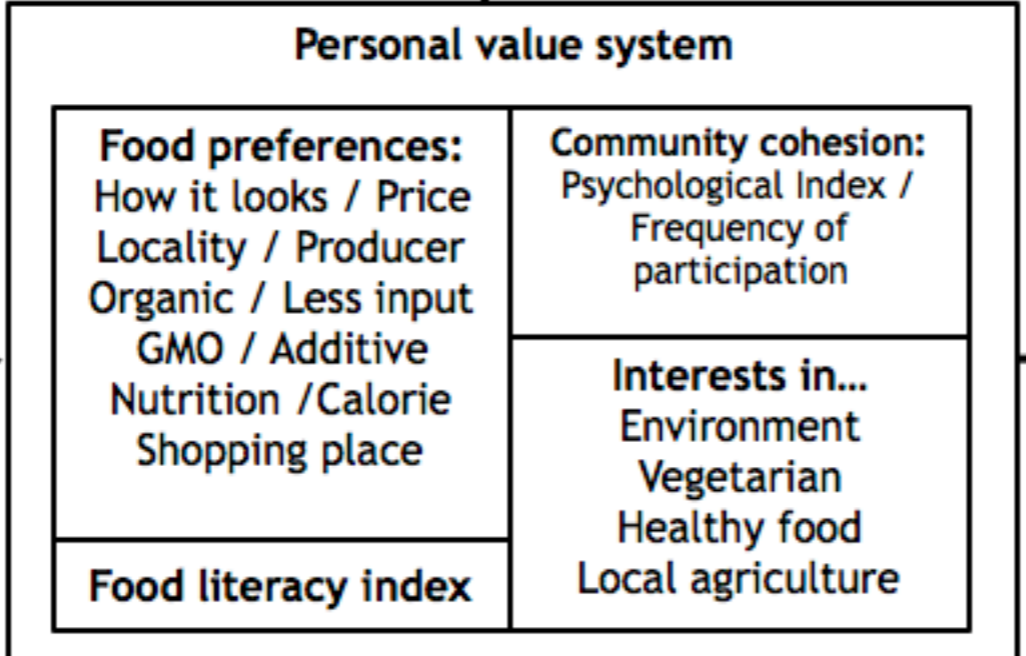 Personal value system
Food preferences:
How it looks / Price
Locality / Producer
Organic / Less input
GMO / Additive
Nutrition /Calorie
Shopping place
Food literacy index
Community cohesion:
Psychological Index /
Frequency of
participation
Interests in…
Environment
Vegetarian
Healthy food
Local agriculture